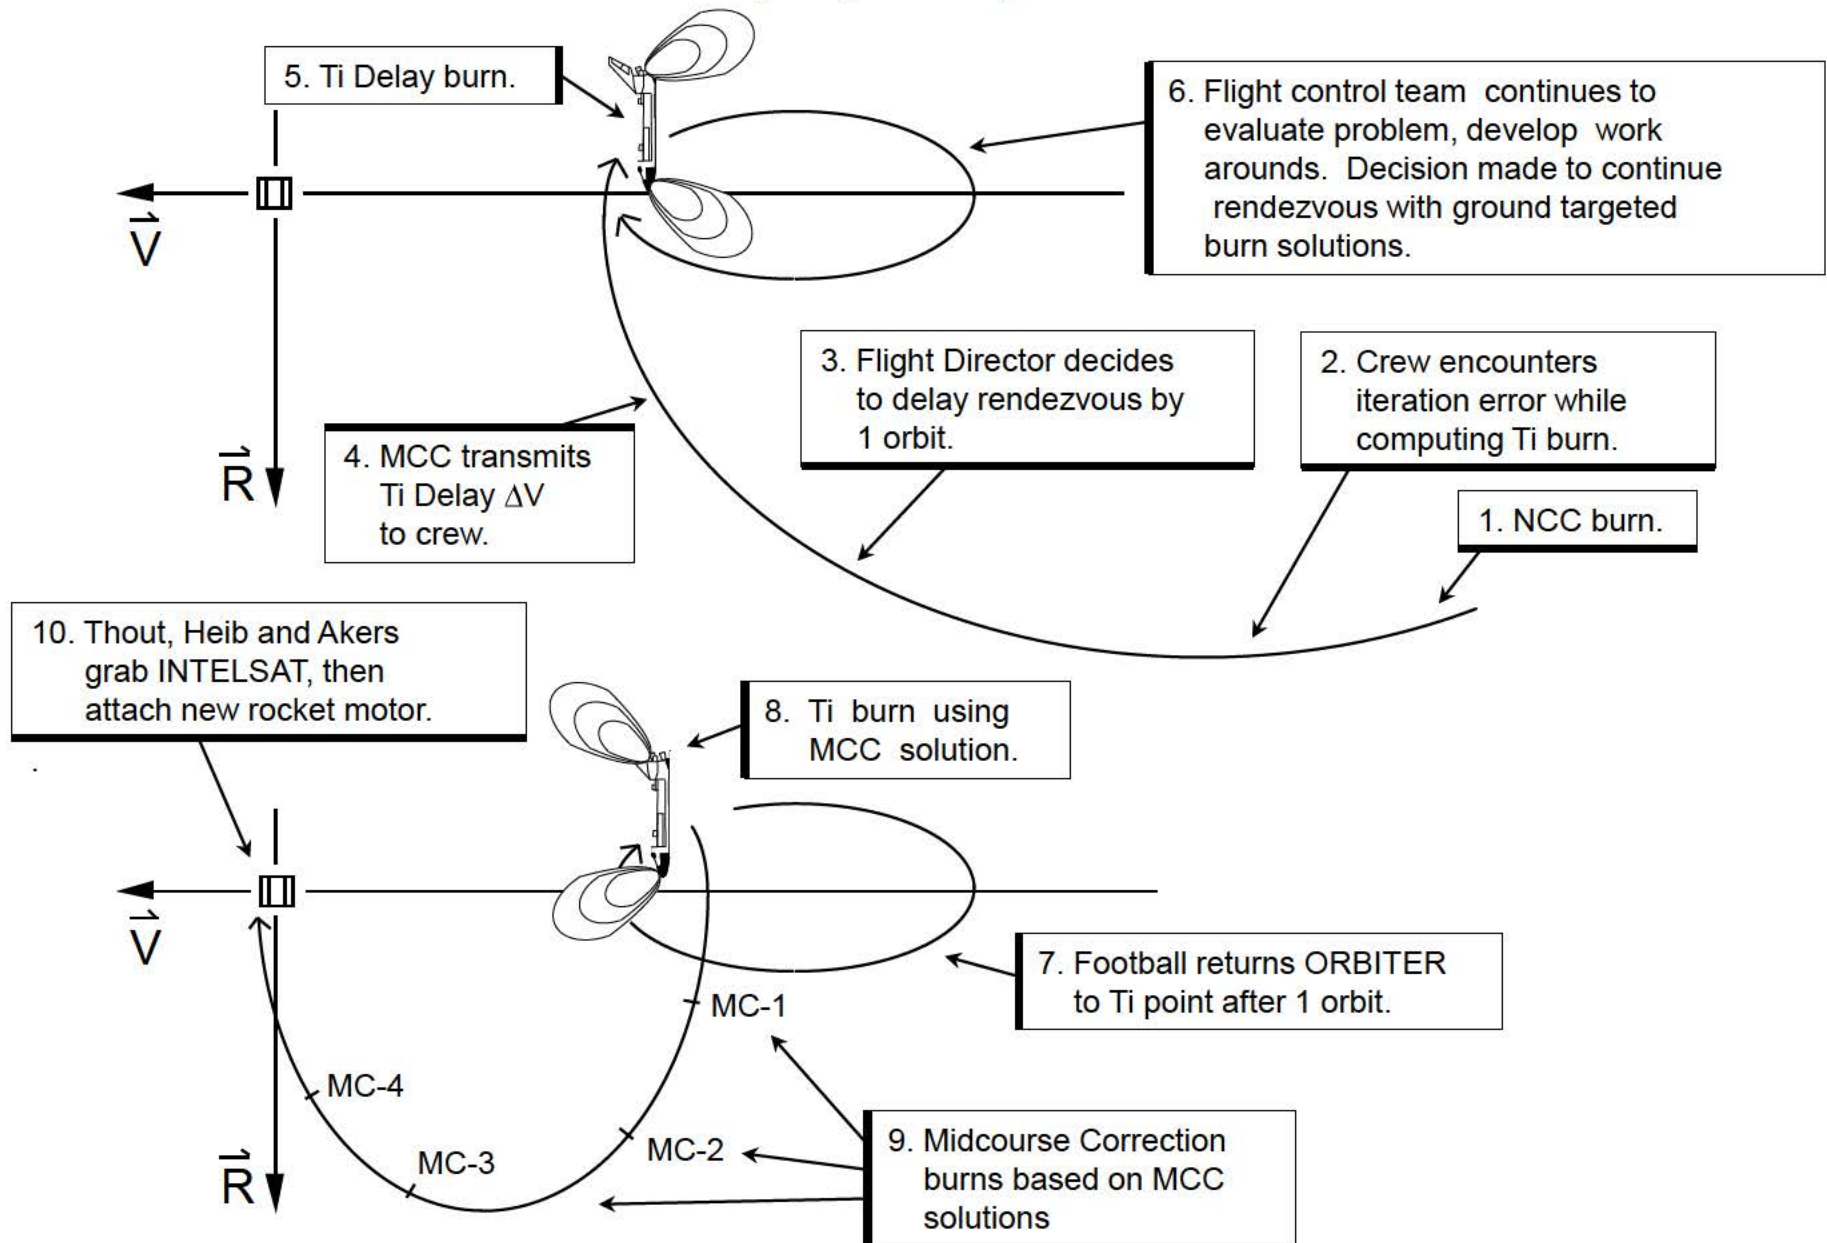 5. Ti Delay burn.
6. Flight control team continues to
evaluate problem, develop work
arounds. Decision made to continue
rendezvous with ground targeted
burn solutions.
V
3. Flight Director decides
to delay rendezvous by
1 orbit.
2. Crew encounters
iteration error while
computing Ti burn.
4. MCC transmits
Ti Delay ΔV
to crew.
R
1. NCC burn.
10. Thout, Heib and Akers
grab INTELSAT, then
attach new rocket motor.
8. Ti burn using
MCC solution.
V
7. Football returns ORBITER
to Ti point after 1 orbit.
MC-1
MC-4
MC-2
MC-3
R
9. Midcourse Correction
burns based on MCC
solutions